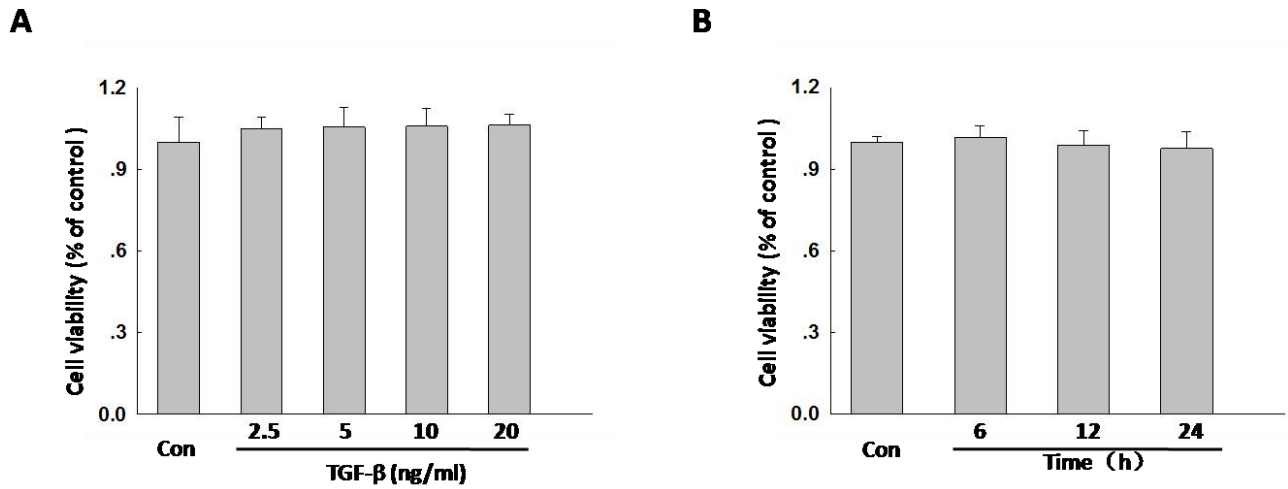 A
B
Cell viability (% of control )
1.2
.9
.6
.3
0.0
Con
2.5 5 10 20
TGF-β (ng/ml)
Cell viability (% of control )
1.2
.9
.6
.3
0.0
Con
6 12 24
Time（h）